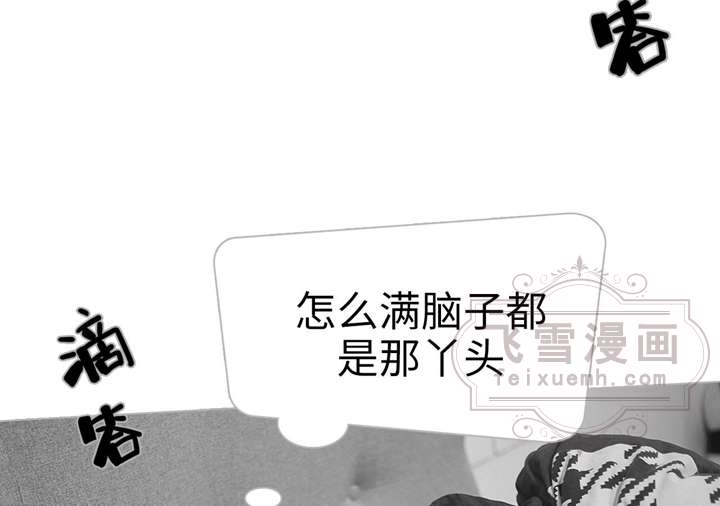 嗒
怎么满脑子都
是那丫头
飞雪漫画
feixuemh.com
滴
嗒